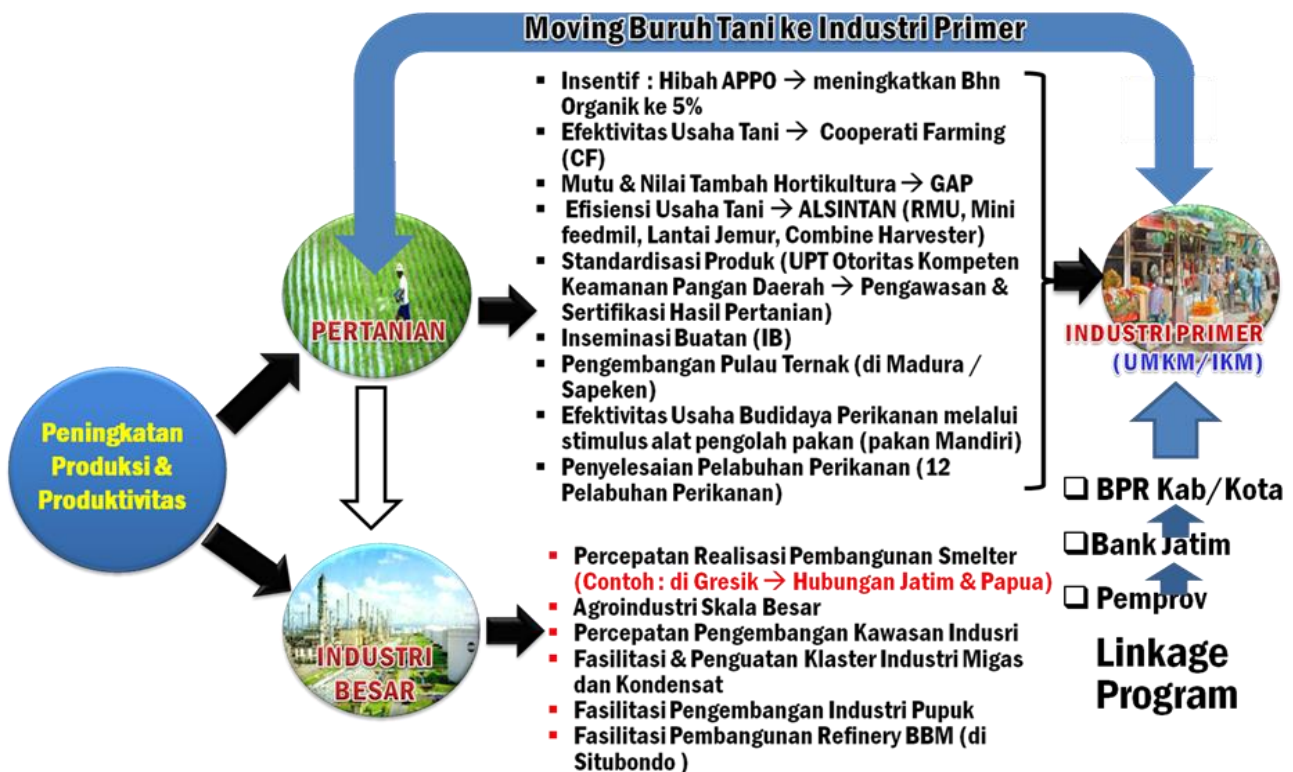 Moving Buruh Tani ke Industri Primer
▪ Insentif : Hibah APPO → meningkatkan Bhn
Organik ke 5%
▪ Efektivitas Usaha Tani → Cooperati Farming
(CF)
▪ Mutu & Nilai Tambah Hortikultura → GAP
▪ Efisiensi Usaha Tani → ALSINTAN (RMU, Mini
feedmil, Lantai Jemur, Combine Harvester)
▪ Standardisasi Produk (UPT Otoritas Kompeten
Keamanan Pangan Daerah → Pengawasan &
Sertifikasi Hasil Pertanian)
▪ Inseminasi Buatan (IB)
▪ Pengembangan Pulau Ternak (di Madura /
Sapeken)
▪ Efektivitas Usaha Budidaya Perikanan melalui
stimulus alat pengolah pakan (pakan Mandiri)
▪ Penyelesaian Pelabuhan Perikanan (12
Pelabuhan Perikanan)
PERTANIAN
INDUSTRI PRIMER
(UMKM/IKM)
Peningkatan
Produksi &
Produktivitas
❑ BPR Kab/Kota
❑Bank Jatim
❑ Pemprov
Linkage
Program
INDUSTRI
BESAR
▪ Percepatan Realisasi Pembangunan Smelter
(Contoh : di Gresik → Hubungan Jatim & Papua)
▪ Agroindustri Skala Besar
▪ Percepatan Pengembangan Kawasan Indusri
▪ Fasilitasi & Penguatan Klaster Industri Migas
dan Kondensat
▪ Fasilitasi Pengembangan Industri Pupuk
▪ Fasilitasi Pembangunan Refinery BBM (di
Situbondo )